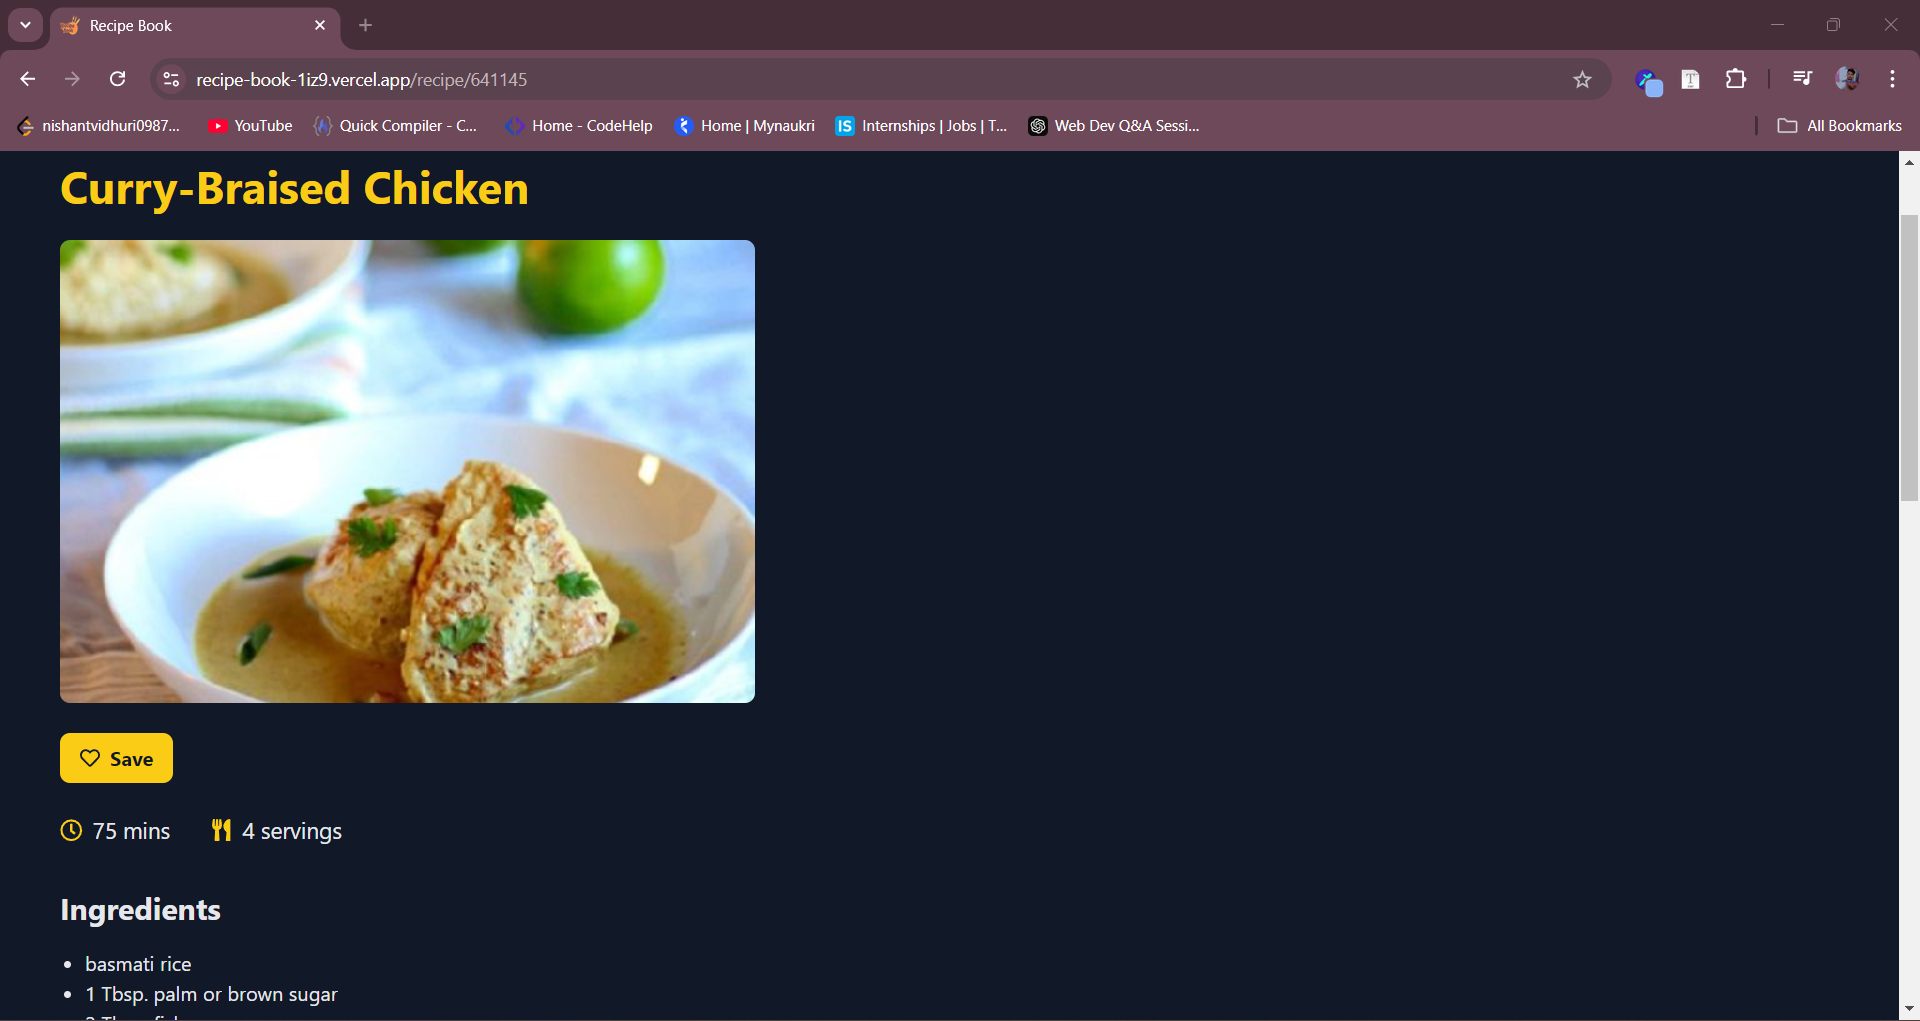 Recipe Book
recipe-book-1iz9.vercel.app/recipe/641145
nishantvidhuri0987... YouTube Quick Compiler - C... Home - CodeHelp Home | Mynaukri IS Internships | Jobs | T... Web Dev Q&A Sessi... All Bookmarks
Curry-Braised Chicken
Save
75 mins 4 servings
Ingredients
• basmati rice
• 1 Tbsp. palm or brown sugar